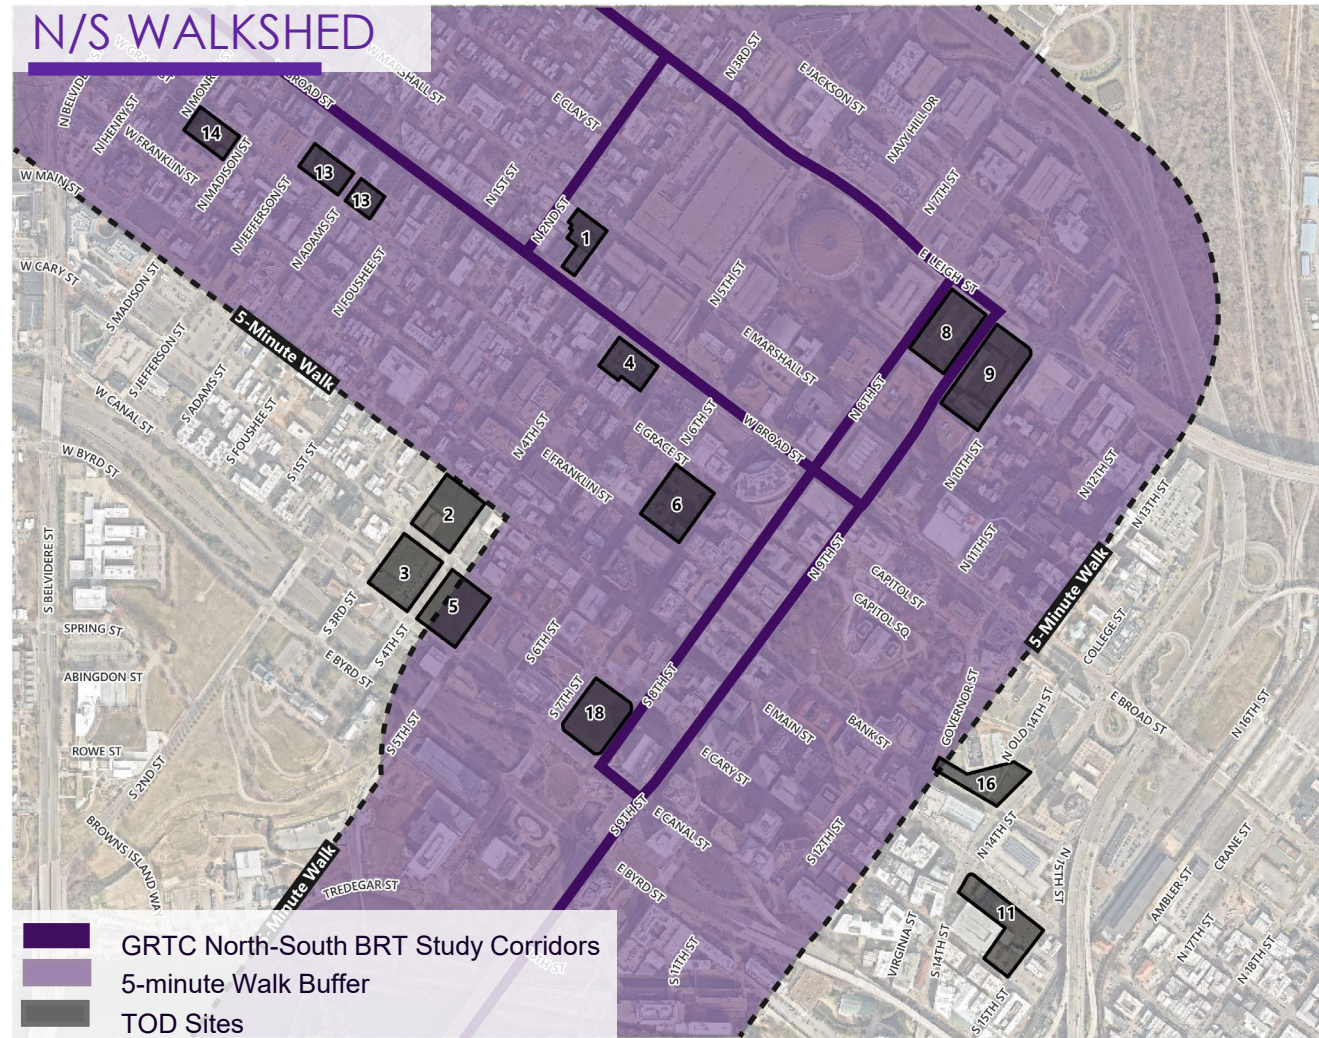 N/S WALKSHED
N BELVIDE
W GRA
ST
N MONR
S
W MARSHALL ST
BROAD ST
N HENRY ST
W FRANKLIN ST
N MADISON ST
N JEFFERSON ST
N ADAMS ST
N FOUSHEE ST
W MAIN ST
W CARY ST
N 3RD ST
E JACKSON ST
E CLAY ST
NAVY HILL DR
N 1ST ST
N 2ND ST
N 7TH ST
E LEIGH ST
N 5TH ST
E MARSHALL ST
14
13
13
1
8
9
4
5-Minute Walk
S MADISON ST
S JEFFERSON ST
S ADAMS ST
S FOUSHEE ST
S 1ST ST
W CANAL ST
W BYRD ST
N 4TH ST
E FRANKLIN ST
E GRACE ST
N 6TH ST
W BROAD ST
N 8TH ST
N 10TH ST
N 12TH ST
N 13TH ST
N 11TH ST
N 9TH ST
CAPITOL ST
CAPITOL SQ
2
3
5
6
S BELVIDERE ST
SPRING ST
ABINGDON ST
ROWE ST
S 2ND ST
S 3RD ST
S 4TH ST
E BYRD ST
S 5TH ST
S 6TH ST
S 7TH ST
S 8TH ST
18
5-Minute Walk
COLLEGE ST
E BROAD ST
N OLD 14TH ST
GOVERNOR ST
N 16TH ST
E MAIN ST
BANK ST
E CARY ST
16
N 14TH ST
S 9TH ST
E CANAL ST
S 12TH ST
E BYRD ST
BROWNS ISLAND WAY
Minute Walk
TREDEGAR ST
N 15TH ST
AMBLER ST
CRANE ST
11
VIRGINIA ST
S 14TH ST
S 11TH ST
N 17TH ST
N 18TH ST
S 15TH ST
GRTC North-South BRT Study Corridors
5-minute Walk Buffer
TOD Sites